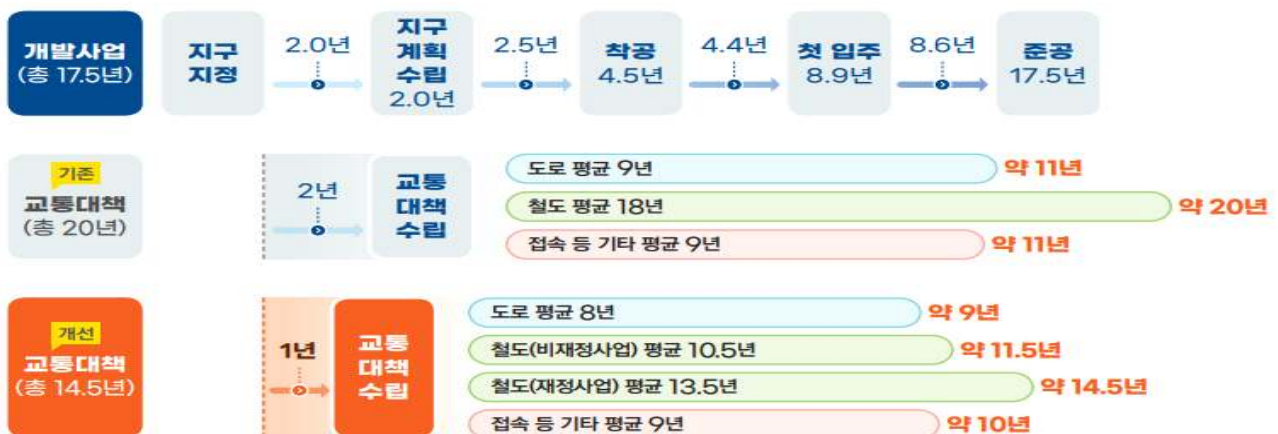 개발사업
(총 17.5년)
지구
지정
2.0년
지구
계획
수립
2.0년
2.5년
착공
4.5년
4.4년
첫 입주
8.9년
8.6년
준공
17.5년
기존
교통대책
(총 20년)
2년
교통
대책
수립
도로 평균 9년
약 11년
철도 평균 18년
약 20년
접속 등 기타 평균 9년
약 11년
개선
교통대책
(총 14.5년)
1년
교통
대책
수립
도로 평균 8년
약 9년
철도(비재정사업) 평균 10.5년
약 11.5년
철도(재정사업) 평균 13.5년
약 14.5년
접속 등 기타 평균 9년
약 10년